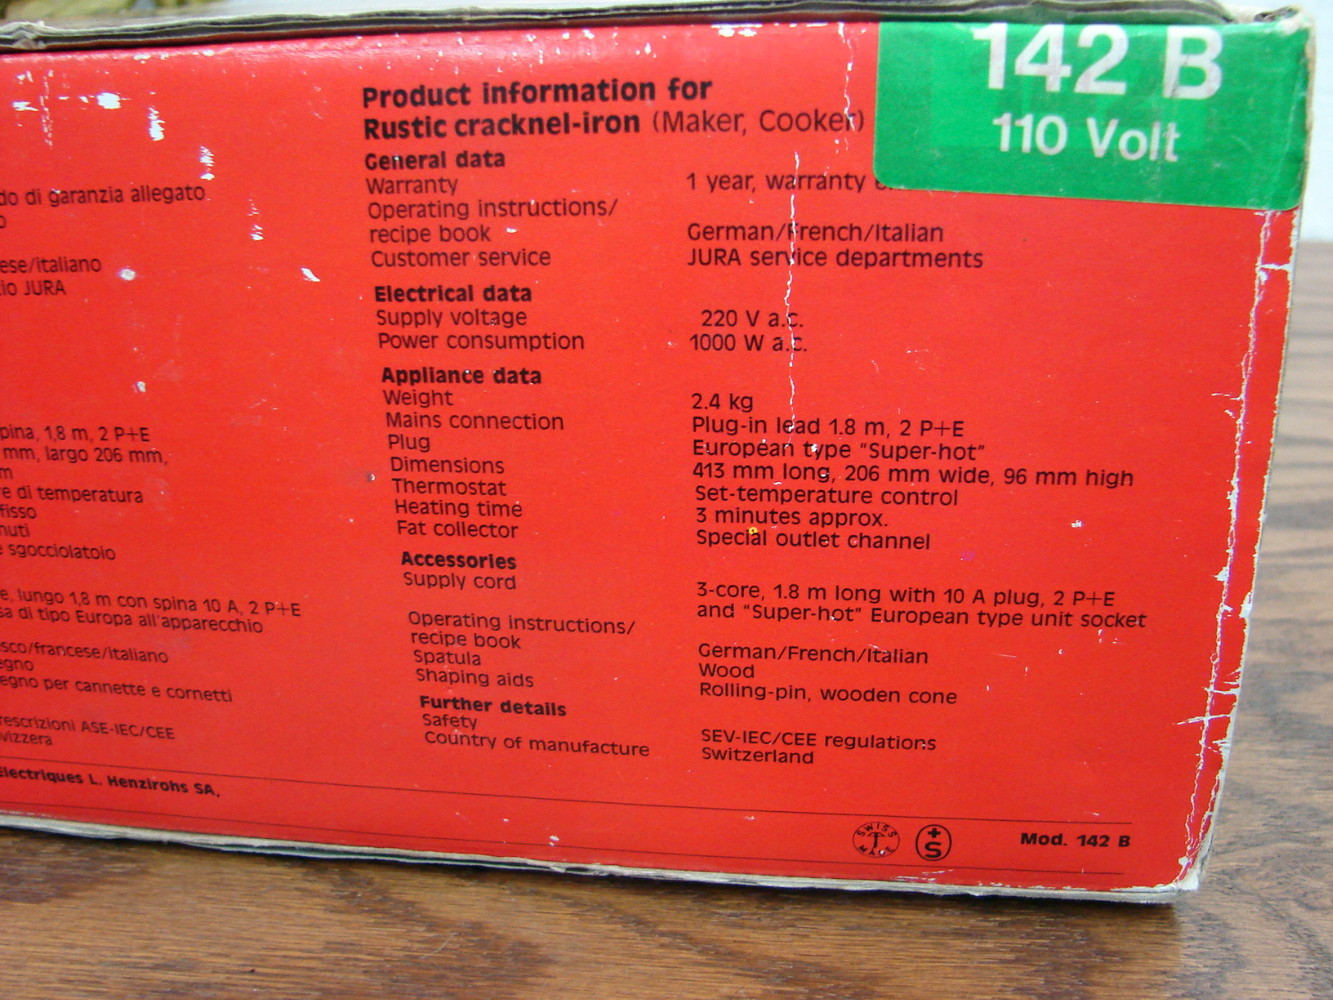 142 B
110 Volt
do di garanzia allegato
ese/italiano
io JURA
pina, 1,8 m, 2 P+E
mm, largo 206 mm,
m
re di temperatura
fisso
nuti
sgocciolatoio
e, lungo 1,8 m con spina 10 A, 2 P+E
sa di tipo Europa all'apparecchio
sco/francese/italiano
egno
egno per cannette e cornetti
rescrizioni ASE-IEC/CEE
vizzera
Electriques L. Henzirohs SA,
Product information for
Rustic cracknel-iron (Maker, Cooker)
General data
Warranty 1 year, warranty
Operating instructions/
recipe book German/French/Italian
Customer service JURA service departments
Electrical data
Supply voltage 220 V a.c.
Power consumption 1000 W a.c.
Appliance data
Weight 2.4 kg
Mains connection Plug-in lead 1.8 m, 2 P+E
Plug European type "Super-hot"
Dimensions 413 mm long, 206 mm wide, 96 mm high
Thermostat Set-temperature control
Heating time 3 minutes approx.
Fat collector Special outlet channel
Accessories
Supply cord 3-core, 1.8 m long with 10 A plug, 2 P+E
and "Super-hot" European type unit socket
Operating instructions/
recipe book German/French/Italian
Spatula Wood
Shaping aids Rolling-pin, wooden cone
Further details
Safety SEV-IEC/CEE regulations
Country of manufacture Switzerland
SWISS
+S
Mod. 142 B